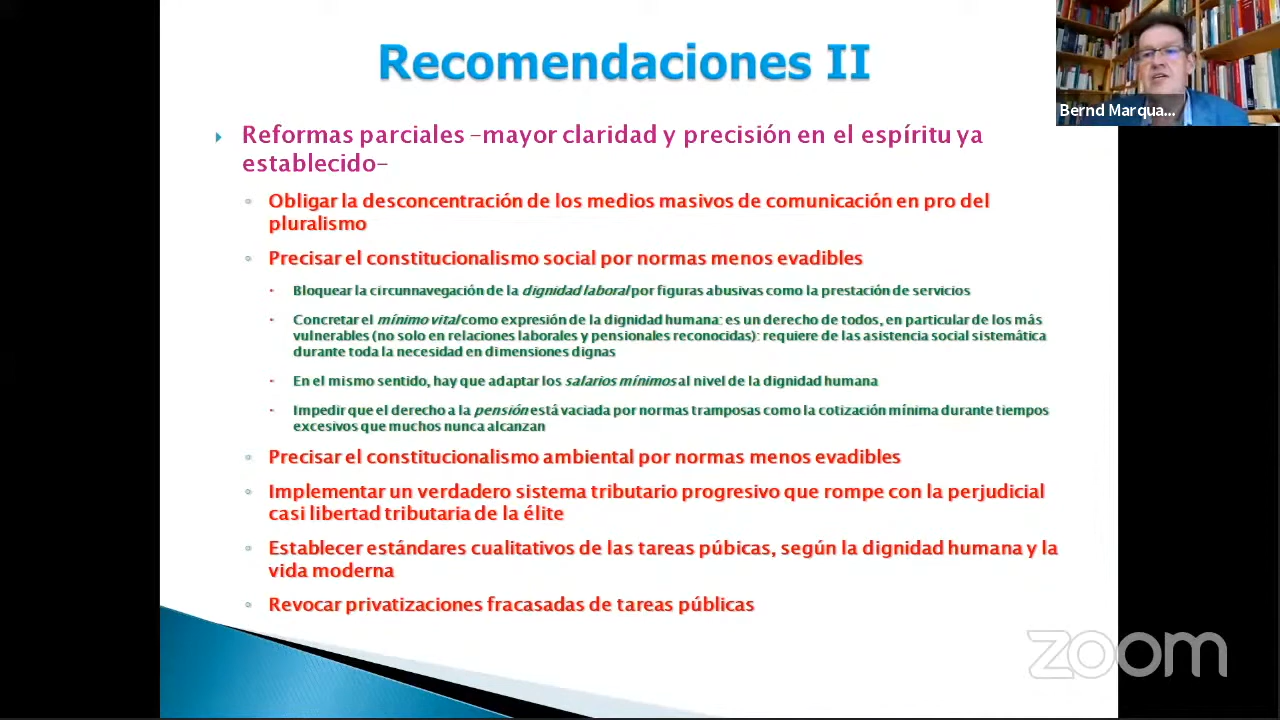 Recomendaciones II
Bernd Marqua...
Reformas parciales –mayor claridad y precisión en el espíritu ya
establecido–
Obligar la desconcentración de los medios masivos de comunicación en pro del
pluralismo
Precisar el constitucionalismo social por normas menos evadibles
Bloquear la circunnavegación de la dignidad laboral por figuras abusivas como la prestación de servicios
Concretar el mínimo vital como expresión de la dignidad humana: es un derecho de todos, en particular de los más
vulnerables (no solo en relaciones laborales y pensionales reconocidas): requiere de las asistencia social sistemática
durante toda la necesidad en dimensiones dignas
En el mismo sentido, hay que adaptar los salarios mínimos al nivel de la dignidad humana
Impedir que el derecho a la pensión está vaciada por normas tramposas como la cotización mínima durante tiempos
excesivos que muchos nunca alcanzan
Precisar el constitucionalismo ambiental por normas menos evadibles
Implementar un verdadero sistema tributario progresivo que rompe con la perjudicial
casi libertad tributaria de la élite
Establecer estándares cualitativos de las tareas púbicas, según la dignidad humana y la
vida moderna
Revocar privatizaciones fracasadas de tareas públicas
zoom